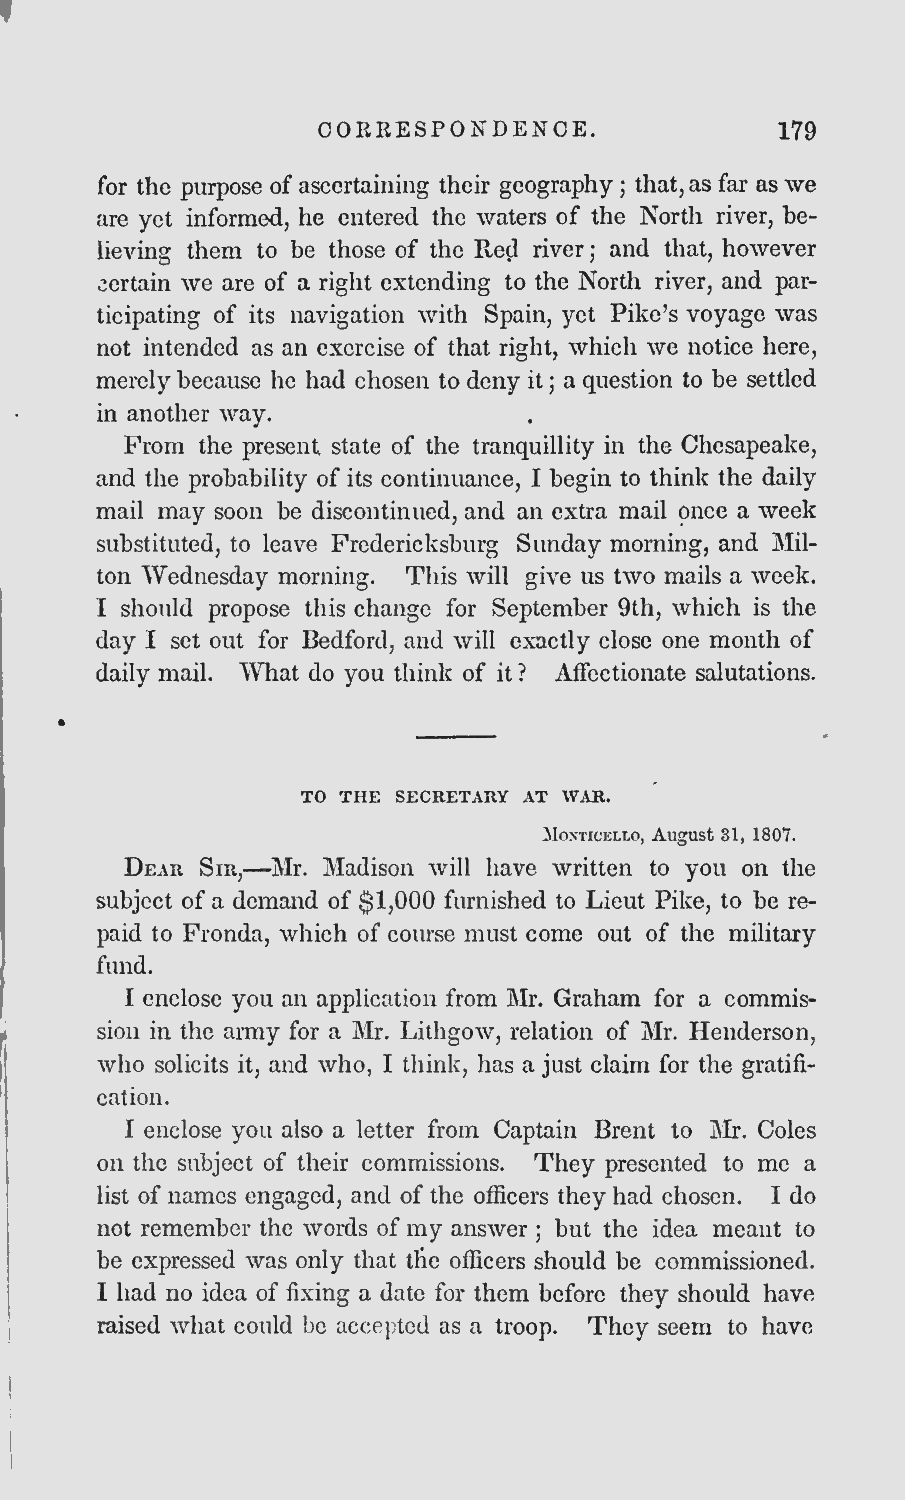 CORRESPONDENCE. 179
for the purpose of ascertaining their geography; that, as far as we
are yet informed, he entered the waters of the North river, be-
lieving them to be those of the Red river; and that, however
certain we are of a right extending to the North river, and par-
ticipating of its navigation with Spain, yet Pike's voyage was
not intended as an exercise of that right, which we notice here,
merely because he had chosen to deny it; a question to be settled
in another way.
From the present state of the tranquillity in the Chesapeake,
and the probability of its continuance, I begin to think the daily
mail may soon be discontinued, and an extra mail once a week
substituted, to leave Fredericksburg Sunday morning, and Mil-
ton Wednesday morning. This will give us two mails a week.
I should propose this change for September 9th, which is the
day I set out for Bedford, and will exactly close one month of
daily mail. What do you think of it? Affectionate salutations.
TO THE SECRETARY AT WAR.
MONTICELLO, August 31, 1807.
DEAR SIR,—Mr. Madison will have written to you on the
subject of a demand of $1,000 furnished to Lieut Pike, to be re-
paid to Fronda, which of course must come out of the military
fund.
I enclose you an application from Mr. Graham for a commis-
sion in the army for a Mr. Lithgow, relation of Mr. Henderson,
who solicits it, and who, I think, has a just claim for the gratifi-
cation.
I enclose you also a letter from Captain Brent to Mr. Coles
on the subject of their commissions. They presented to me a
list of names engaged, and of the officers they had chosen. I do
not remember the words of my answer; but the idea meant to
be expressed was only that the officers should be commissioned.
I had no idea of fixing a date for them before they should have
raised what could be accepted as a troop. They seem to have